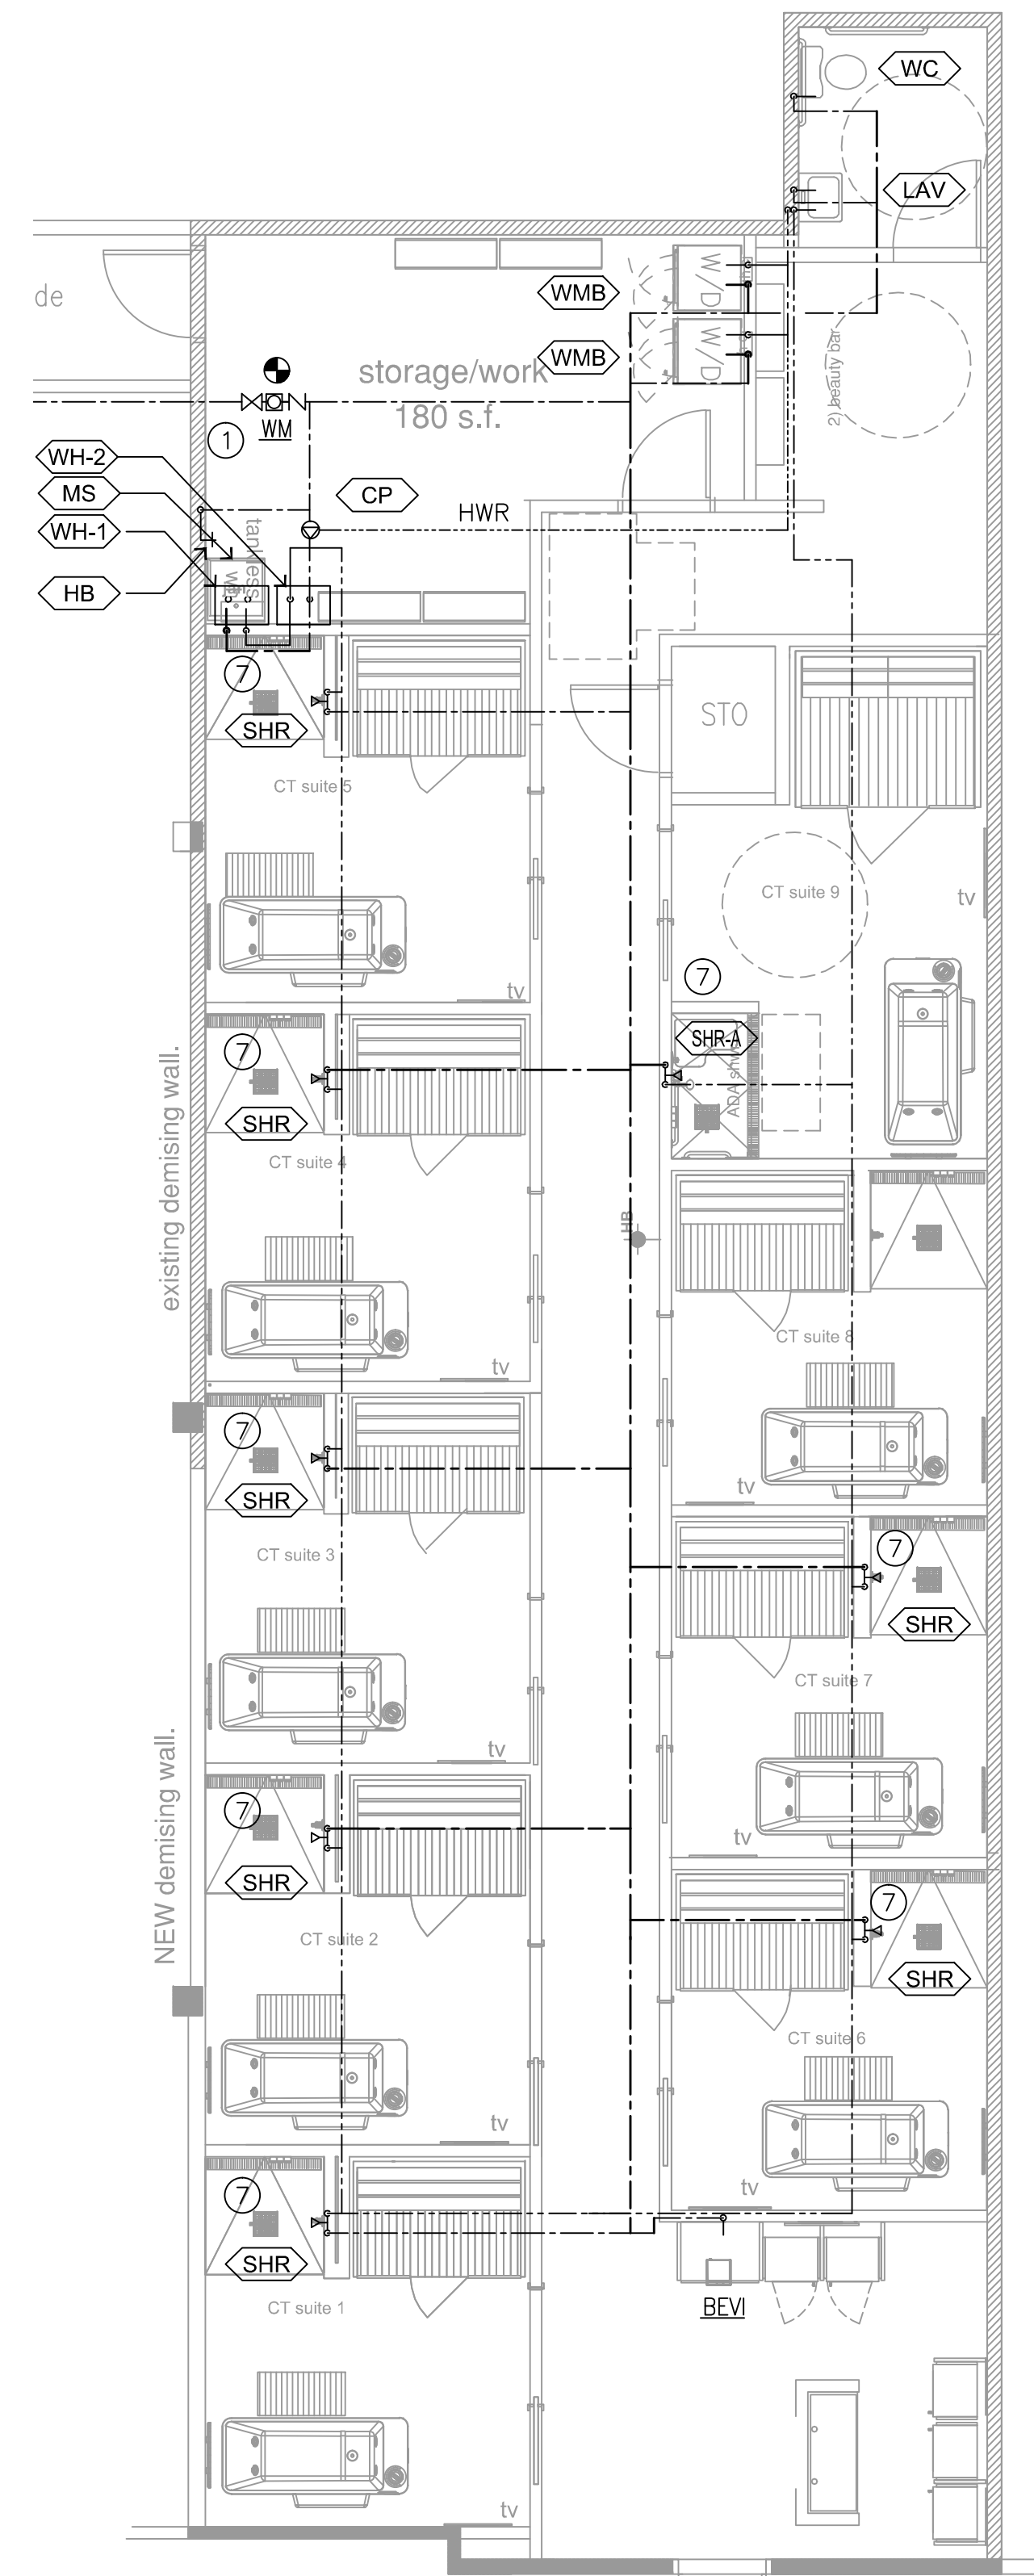 WC
LAV
de
WMB
W/D
WMB
W/D
2) beauty bar
storage/work
180 s.f.
WM
1
WH-2
MS
CP
WH-1
HWR
HB
tankless
7
SHR
STO
CT suite 5
CT suite 9
tv
7
tv
7
SHR-A
SHR
CT suite 4
existing demising wall.
HB
CT suite 8
tv
7
tv
SHR
7
CT suite 3
SHR
CT suite 7
tv
NEW demising wall.
7
tv
SHR
7
CT suite 2
SHR
CT suite 6
tv
tv
7
SHR
CT suite 1
BEVI
tv